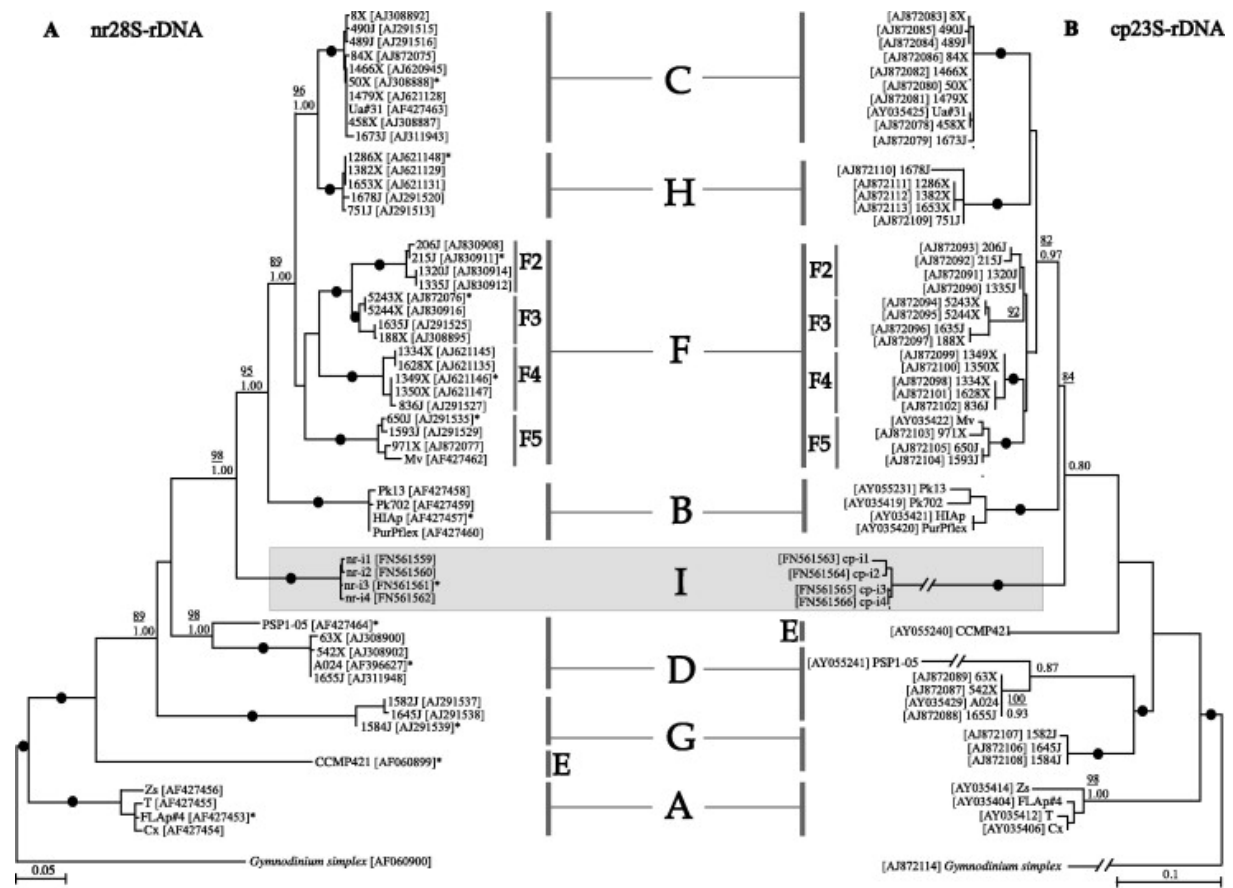 A nr28S-rDNA
8X [AJ308892]
490J [AJ291515]
489J [AJ291516]
84X [AJ872075]
1466X [AJ620945]
50X [AJ308888]*
1479X [AJ621128]
Ua#31 [AF427463]
458X [AJ308887]
1673J [AJ311943]
96
1.00
1286X [AJ621148]*
1382X [AJ621129]
1653X [AJ621131]
1678J [AJ291520]
751J [AJ291513]
89
1.00
206J [AJ830908]
215J [AJ830911]*
1320J [AJ830914]
1335J [AJ830912]
F2
5243X [AJ872076]*
5244X [AJ830916]
1635J [AJ291525]
188X [AJ308895]
F3
1334X [AJ621145]
1628X [AJ621135]
1349X [AJ621146]*
1350X [AJ621147]
836J [AJ291527]
F4
650J [AJ291535]*
1593J [AJ291529]
971X [AJ872077]
Mv [AF427462]
F5
95
1.00
Pk13 [AF427458]
Pk702 [AF427459]
HIAp [AF427457]*
PurPflex [AF427460]
98
1.00
nr-i1 [FN561559]
nr-i2 [FN561560]
nr-i3 [FN561561]*
nr-i4 [FN561562]
89
1.00
98
1.00
PSP1-05 [AF427464]*
63X [AJ308900]
542X [AJ308902]
A024 [AF396627]*
1655J [AJ311948]
1582J [AJ291537]
1645J [AJ291538]
1584J [AJ291539]*
CCMP421 [AF060899]*
Zs [AF427456]
T [AF427455]
FLAp#4 [AF427453]*
Cx [AF427454]
Gymnodinium simplex [AF060900]
0.05
C
H
F
B
I
D
G
E
A
B cp23S-rDNA
[AJ872083] 8X
[AJ872085] 490J
[AJ872084] 489J
[AJ872086] 84X
[AJ872082] 1466X
[AJ872080] 50X
[AJ872081] 1479X
[AY035425] Ua#31
[AJ872078] 458X
[AJ872079] 1673J
[AJ872110] 1678J
[AJ872111] 1286X
[AJ872112] 1382X
[AJ872113] 1653X
[AJ872109] 751J
82
0.97
F2
[AJ872093] 206J
[AJ872092] 215J
[AJ872091] 1320J
[AJ872090] 1335J
F3
[AJ872094] 5243X
[AJ872095] 5244X
[AJ872096] 1635J
[AJ872097] 188X
92
F4
[AJ872099] 1349X
[AJ872100] 1350X
[AJ872098] 1334X
[AJ872101] 1628X
[AJ872102] 836J
84
F5
[AY035422] Mv
[AJ872103] 971X
[AJ872105] 650J
[AJ872104] 1593J
0.80
[AY055231] Pk13
[AY035419] Pk702
[AY035421] HIAp
[AY035420] PurPflex
[FN561563] cp-i1
[FN561564] cp-i2
[FN561565] cp-i3
[FN561566] cp-i4
E
[AY055240] CCMP421
[AY055241] PSP1-05
0.87
[AJ872089] 63X
[AJ872087] 542X
[AY035429] A024
[AJ872088] 1655J
100
0.93
[AJ872107] 1582J
[AJ872106] 1645J
[AJ872108] 1584J
98
1.00
[AY035414] Zs
[AY035404] FLAp#4
[AY035412] T
[AY035406] Cx
[AJ872114] Gymnodinium simplex
0.1